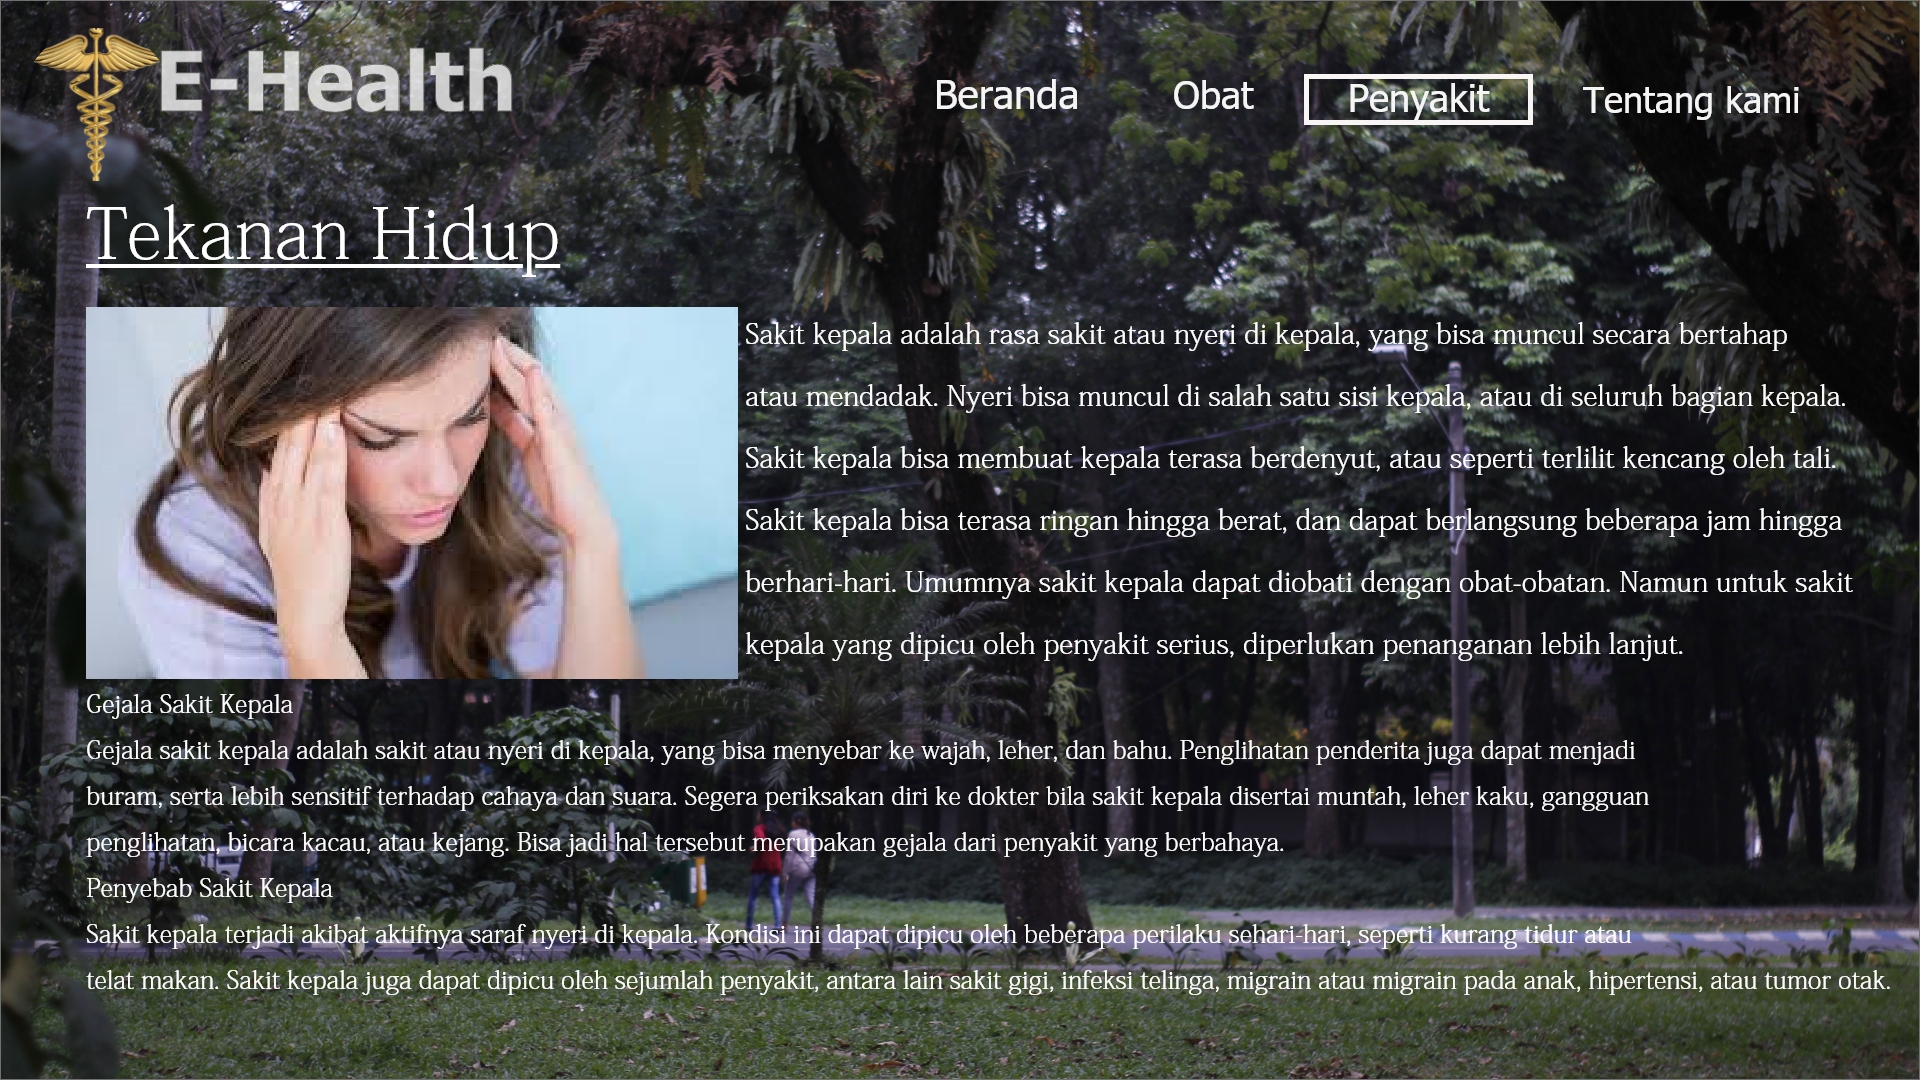 E-Health
Beranda
Obat
Penyakit
Tentang kami
Tekanan Hidup
Sakit kepala adalah rasa sakit atau nyeri di kepala, yang bisa muncul secara bertahap
atau mendadak. Nyeri bisa muncul di salah satu sisi kepala, atau di seluruh bagian kepala.
Sakit kepala bisa membuat kepala terasa berdenyut, atau seperti terlilit kencang oleh tali.
Sakit kepala bisa terasa ringan hingga berat, dan dapat berlangsung beberapa jam hingga
berhari-hari. Umumnya sakit kepala dapat diobati dengan obat-obatan. Namun untuk sakit
kepala yang dipicu oleh penyakit serius, diperlukan penanganan lebih lanjut.
Gejala Sakit Kepala
Gejala sakit kepala adalah sakit atau nyeri di kepala, yang bisa menyebar ke wajah, leher, dan bahu. Penglihatan penderita juga dapat menjadi
buram, serta lebih sensitif terhadap cahaya dan suara. Segera periksakan diri ke dokter bila sakit kepala disertai muntah, leher kaku, gangguan
penglihatan, bicara kacau, atau kejang. Bisa jadi hal tersebut merupakan gejala dari penyakit yang berbahaya.
Penyebab Sakit Kepala
Sakit kepala terjadi akibat aktifnya saraf nyeri di kepala. Kondisi ini dapat dipicu oleh beberapa perilaku sehari-hari, seperti kurang tidur atau
telat makan. Sakit kepala juga dapat dipicu oleh sejumlah penyakit, antara lain sakit gigi, infeksi telinga, migrain atau migrain pada anak, hipertensi, atau tumor otak.